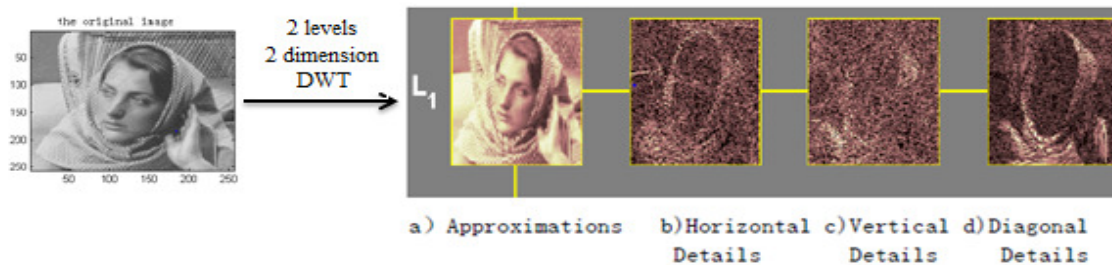 the original image
50
100
150
200
250
50 100 150 200 250
2 levels
2 dimension
DWT
L1
a) Approximations
b)Horizontal
Details
c)Vertical
Details
d)Diagonal
Details